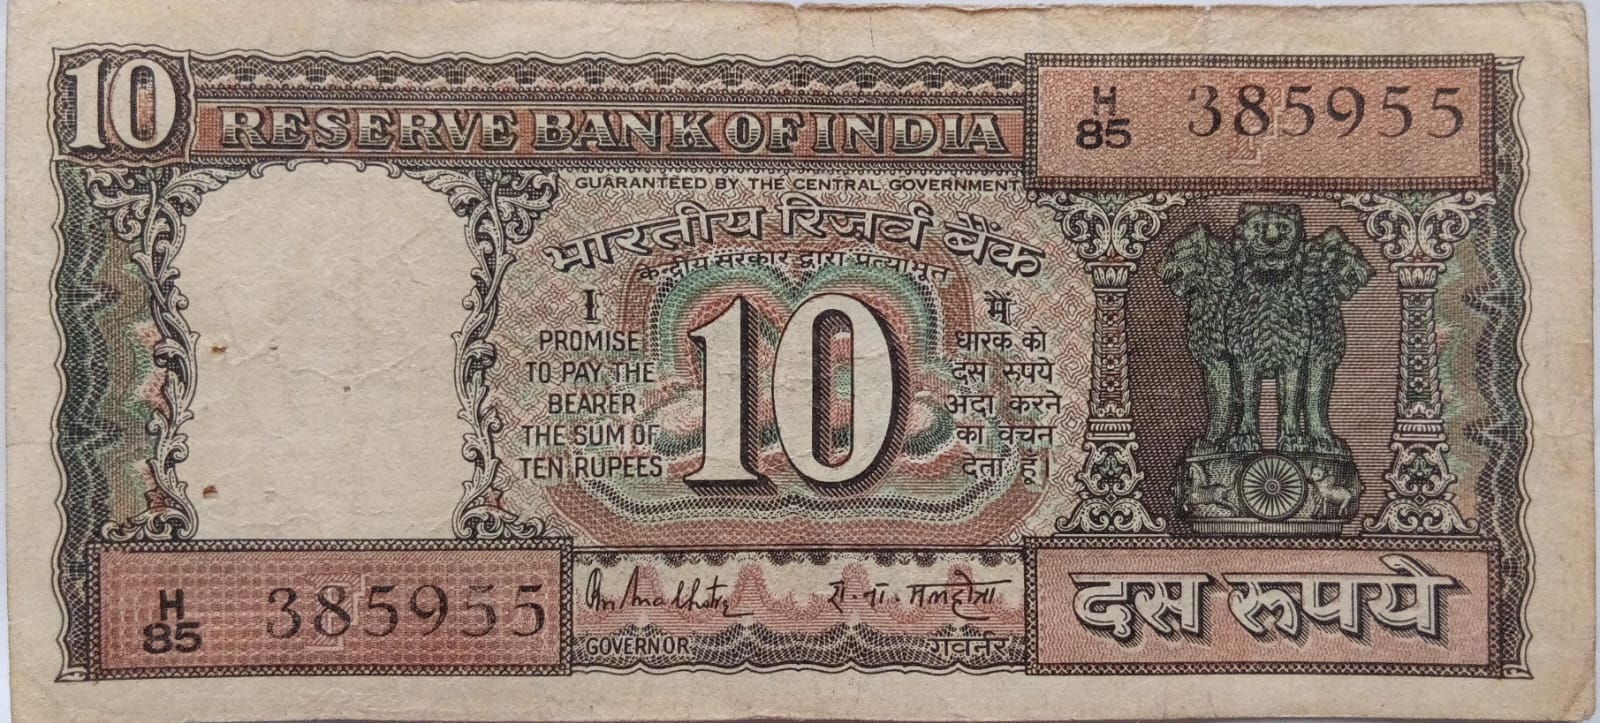 10
RESERVE BANK OF INDIA
H
85
385955
GUARANTEED BY THE CENTRAL GOVERNMENT
भारतीय रिजर्व बैंक
केन्द्रीय सरकार द्वारा प्रत्याभूत
I
PROMISE
TO PAY THE
BEARER
THE SUM OF
TEN RUPEES
10
मैं
धारक को
दस रुपये
अदा करने
का वचन
देता हूँ।
H
85
385955
रा. ना. मलहोत्रा
GOVERNOR
गवर्नर
दस रूपये